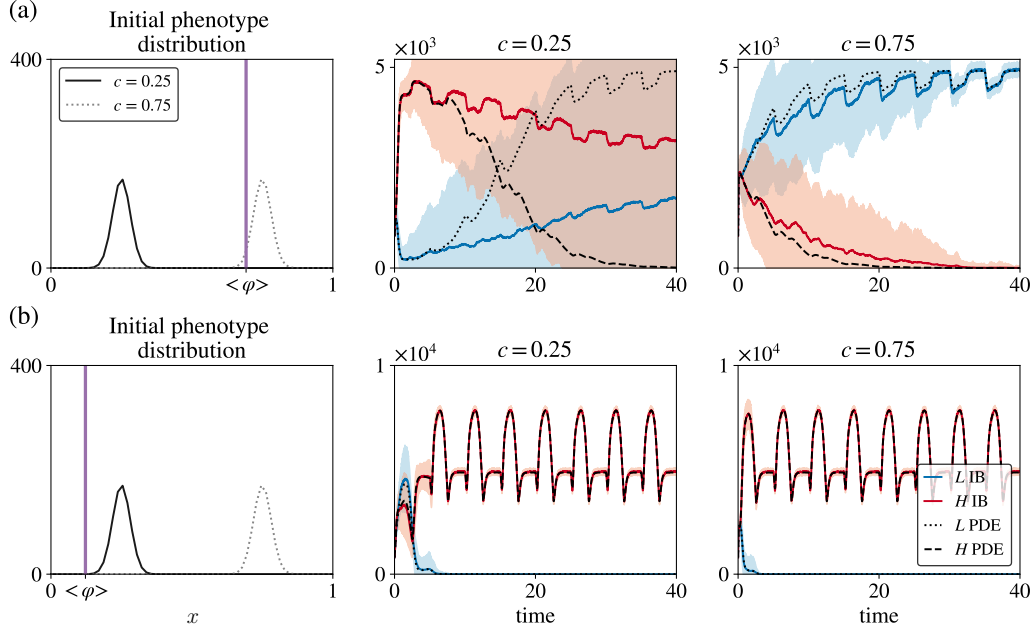 (a)
Initial phenotype
distribution
400
0
c = 0.25
c = 0.75
<φ>
1
×10³
c = 0.25
5
0
0
20
40
×10³
c = 0.75
5
0
0
20
40
(b)
Initial phenotype
distribution
400
0
0
<φ>
1
x
×10⁴
c = 0.25
1
0
0
20
40
time
×10⁴
c = 0.75
1
0
0
20
40
time
L IB
H IB
L PDE
H PDE